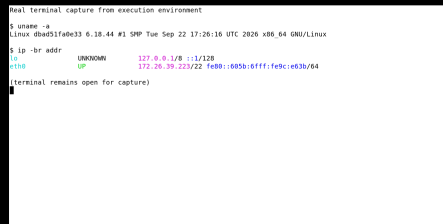 Real terminal capture from execution environment
$ uname -a
Linux dbad51fa0e33 6.18.44 #1 SMP Tue Sep 22 17:26:16 UTC 2026 x86_64 GNU/Linux
$ ip -br addr
lo UNKNOWN 127.0.0.1/8 ::1/128
eth0 UP 172.26.39.223/22 fe80::605b:6fff:fe9c:e63b/64
(terminal remains open for capture)